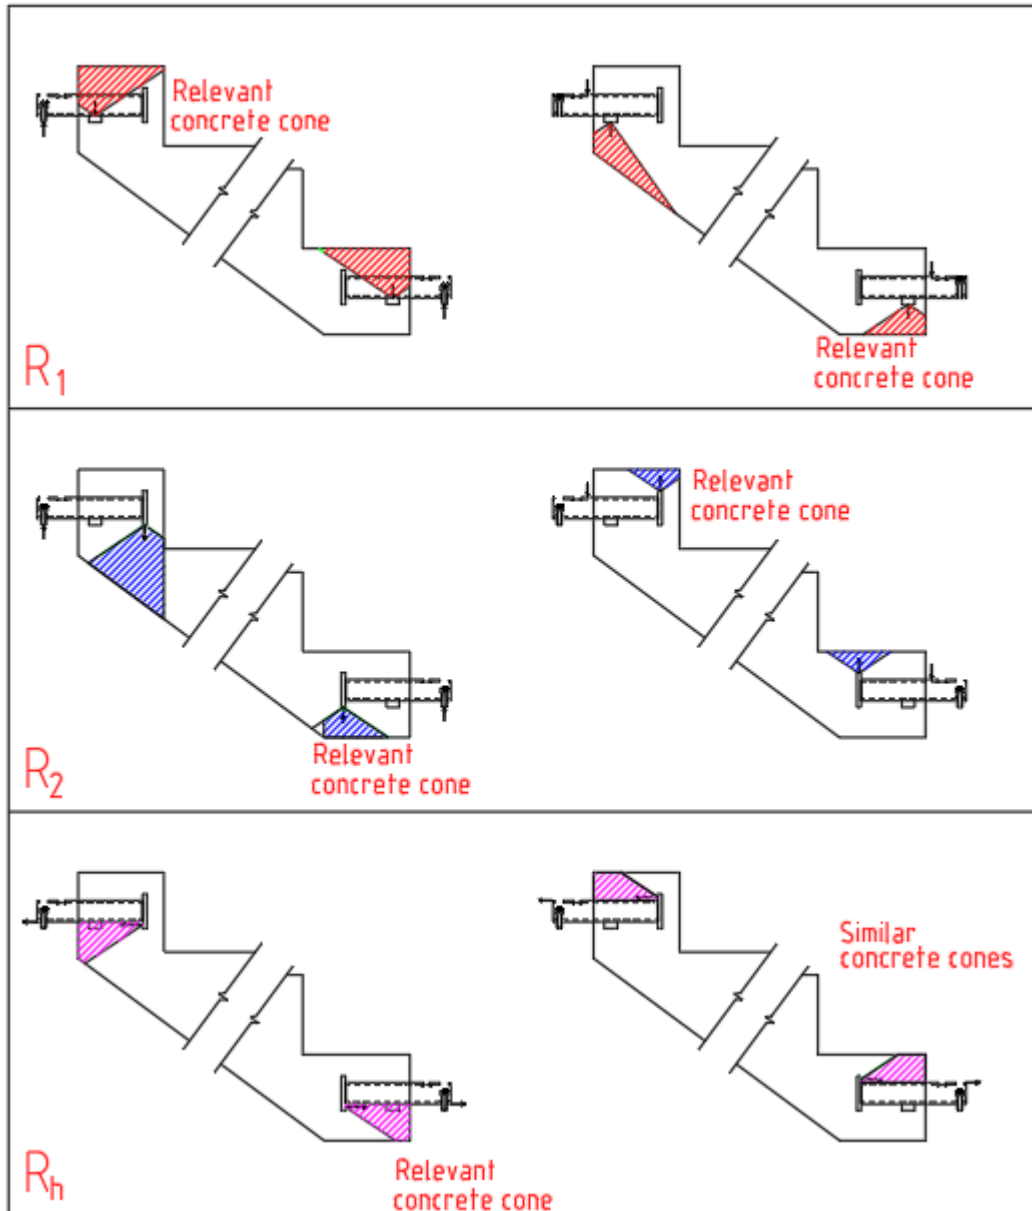 Relevant
concrete cone
R1
Relevant
concrete cone
Relevant
concrete cone
R2
Relevant
concrete cone
Similar
concrete cones
Rh
Relevant
concrete cone